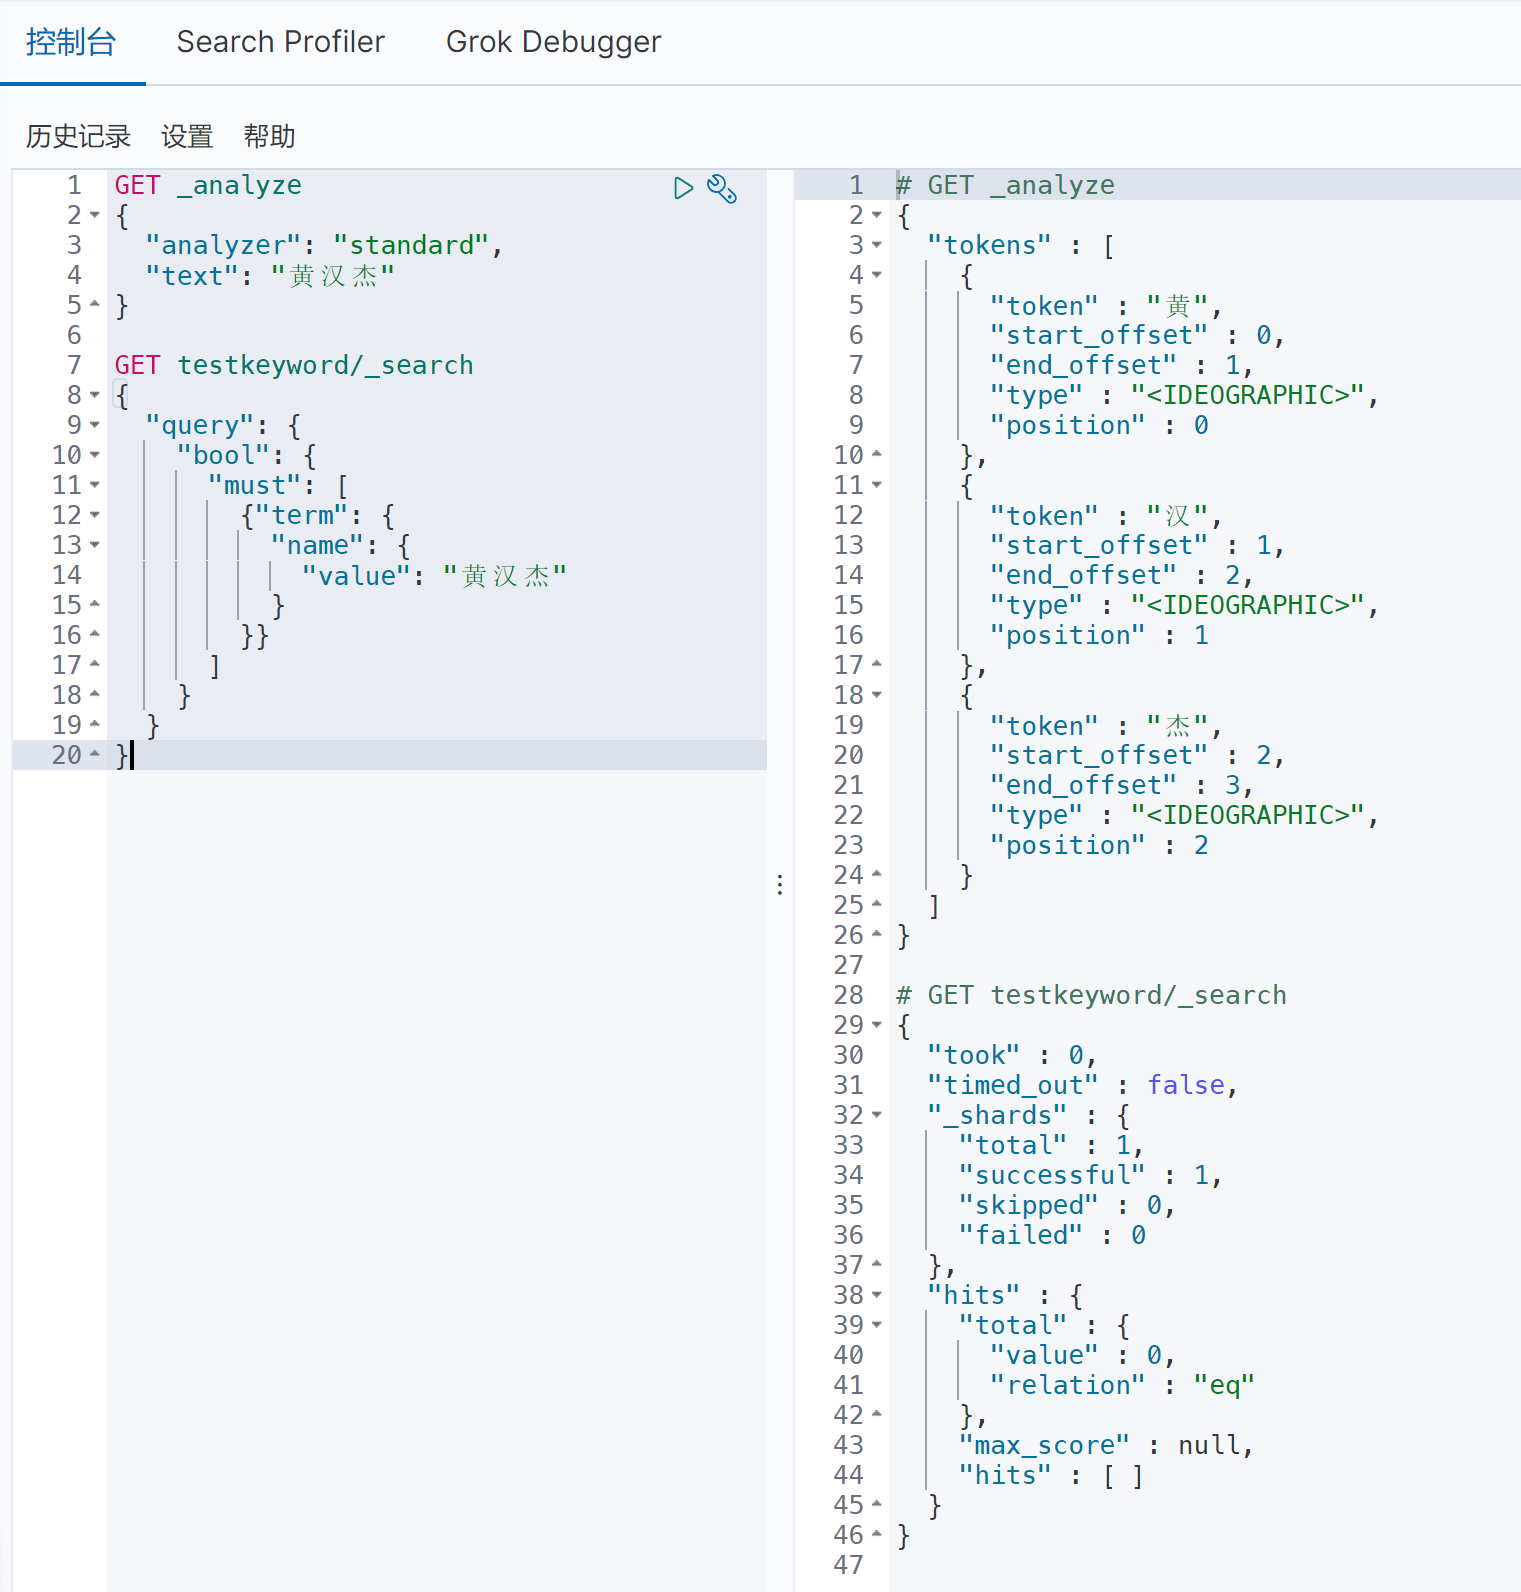 控制台 Search Profiler Grok Debugger
历史记录 设置 帮助
1 GET _analyze
2 {
3 "analyzer": "standard",
4 "text": "黄汉杰"
5 }
6
7 GET testkeyword/_search
8 {
9 "query": {
10 "bool": {
11 "must": [
12 {"term": {
13 "name": {
14 "value": "黄汉杰"
15 }
16 }}
17 ]
18 }
19 }
20 }
1 # GET _analyze
2 {
3 "tokens" : [
4 {
5 "token" : "黄",
6 "start_offset" : 0,
7 "end_offset" : 1,
8 "type" : "<IDEOGRAPHIC>",
9 "position" : 0
10 },
11 {
12 "token" : "汉",
13 "start_offset" : 1,
14 "end_offset" : 2,
15 "type" : "<IDEOGRAPHIC>",
16 "position" : 1
17 },
18 {
19 "token" : "杰",
20 "start_offset" : 2,
21 "end_offset" : 3,
22 "type" : "<IDEOGRAPHIC>",
23 "position" : 2
24 }
25 ]
26 }
27
28 # GET testkeyword/_search
29 {
30 "took" : 0,
31 "timed_out" : false,
32 "_shards" : {
33 "total" : 1,
34 "successful" : 1,
35 "skipped" : 0,
36 "failed" : 0
37 },
38 "hits" : {
39 "total" : {
40 "value" : 0,
41 "relation" : "eq"
42 },
43 "max_score" : null,
44 "hits" : [ ]
45 }
46 }
47